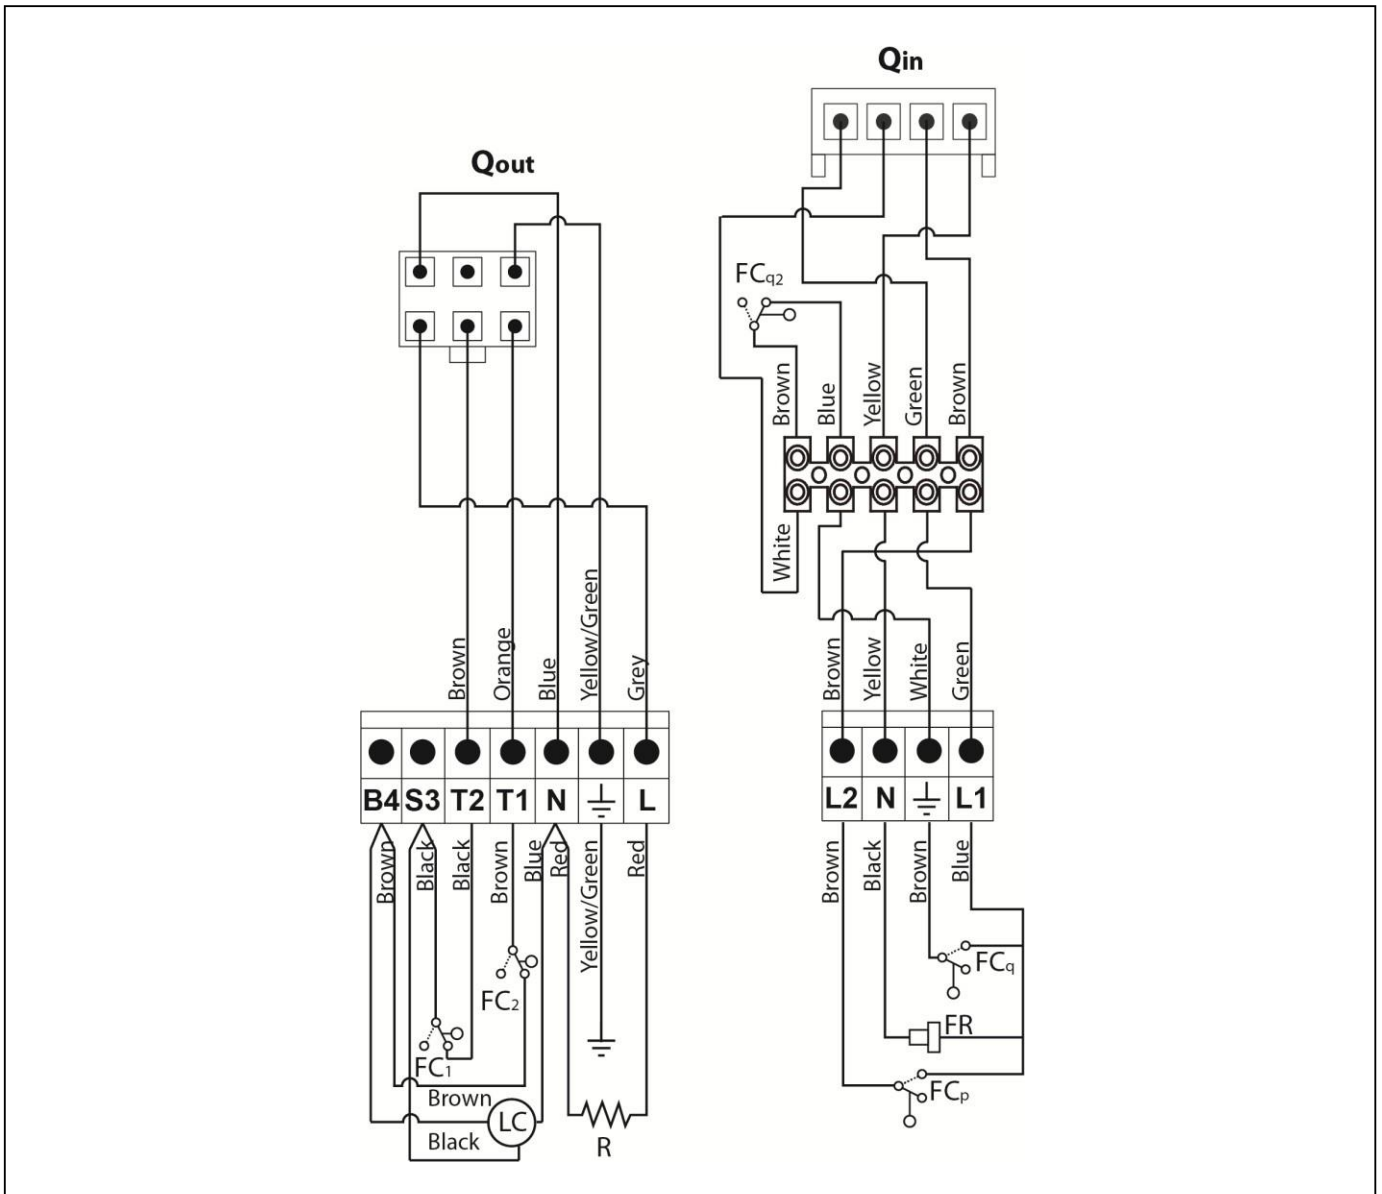 Qin
Qout
FCq2
Brown
Blue
Yellow
Green
Brown
White
Brown
Orange
Blue
Yellow/Green
Grey
Brown
Yellow
White
Green
B4 S3 T2 T1 N L
L2 N L1
Brown
Black
Black
Brown
Blue
Red
Yellow/Green
Red
Brown
Black
Brown
Blue
FC2
FCq
FR
FC1
FCp
Brown
LC
Black
R